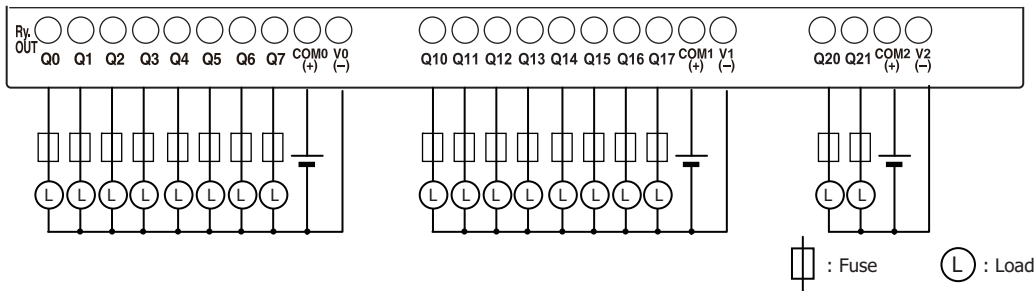 Ry.
OUT
Q0 Q1 Q2 Q3 Q4 Q5 Q6 Q7 COM0 V0 Q10 Q11 Q12 Q13 Q14 Q15 Q16 Q17 COM1 V1 Q20 Q21 COM2 V2
(+) (–) (+) (–) (+) (–)
L L L L L L L L L L L L L L L L L L
: Fuse L : Load